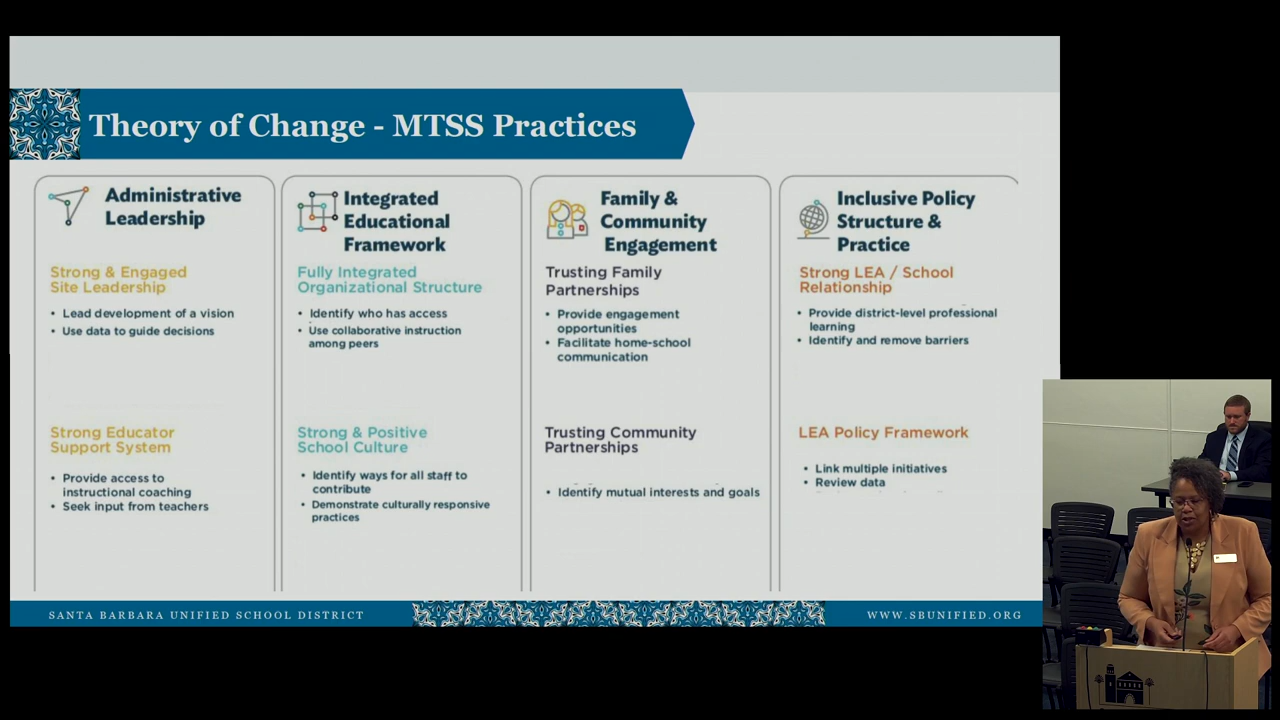 Theory of Change - MTSS Practices
Administrative
Leadership
Strong & Engaged
Site Leadership
• Lead development of a vision
• Use data to guide decisions
Strong Educator
Support System
• Provide access to
instructional coaching
• Seek input from teachers
Integrated
Educational
Framework
Fully Integrated
Organizational Structure
• Identify who has access
• Use collaborative instruction
among peers
Strong & Positive
School Culture
• Identify ways for all staff to
contribute
• Demonstrate culturally responsive
practices
Family &
Community
Engagement
Trusting Family
Partnerships
• Provide engagement
opportunities
• Facilitate home-school
communication
Trusting Community
Partnerships
• Identify mutual interests and goals
Inclusive Policy
Structure &
Practice
Strong LEA / School
Relationship
• Provide district-level professional
learning
• Identify and remove barriers
LEA Policy Framework
• Link multiple initiatives
• Review data
SANTA BARBARA UNIFIED SCHOOL DISTRICT
WWW.SBUNIFIED.ORG